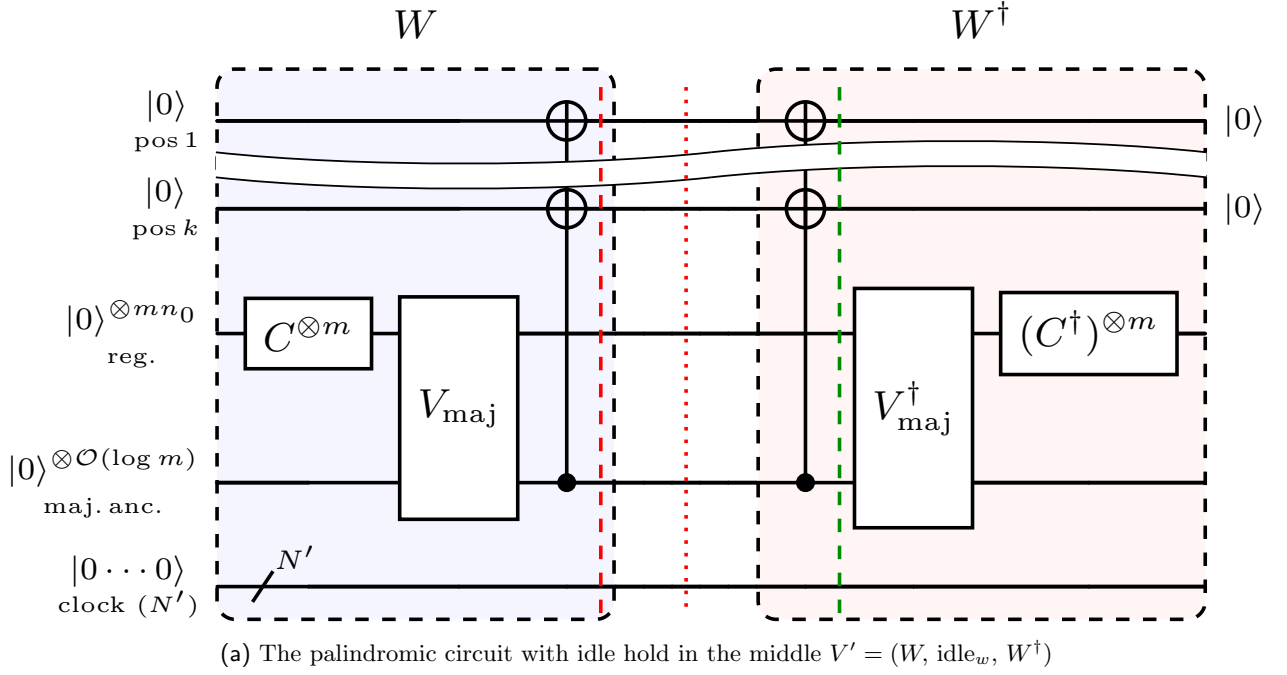 W W†
|0⟩ |0⟩
pos 1
|0⟩ |0⟩
pos k
|0⟩^{⊗mn₀} C^{⊗m} (C†)^{⊗m}
reg.
V_maj V†_maj
|0⟩^{⊗𝒪(log m)}
maj. anc.
|0 ⋯ 0⟩ N′
clock (N′)
(a) The palindromic circuit with idle hold in the middle V′ = (W, idle_w, W†)